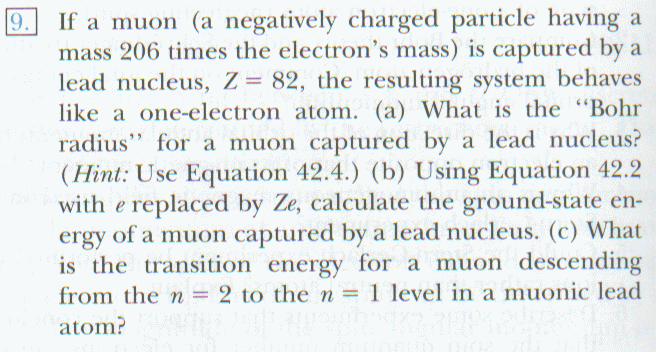 9. If a muon (a negatively charged particle having a
mass 206 times the electron's mass) is captured by a
lead nucleus, Z = 82, the resulting system behaves
like a one-electron atom. (a) What is the “Bohr
radius” for a muon captured by a lead nucleus?
(Hint: Use Equation 42.4.) (b) Using Equation 42.2
with e replaced by Ze, calculate the ground-state en-
ergy of a muon captured by a lead nucleus. (c) What
is the transition energy for a muon descending
from the n = 2 to the n = 1 level in a muonic lead
atom?